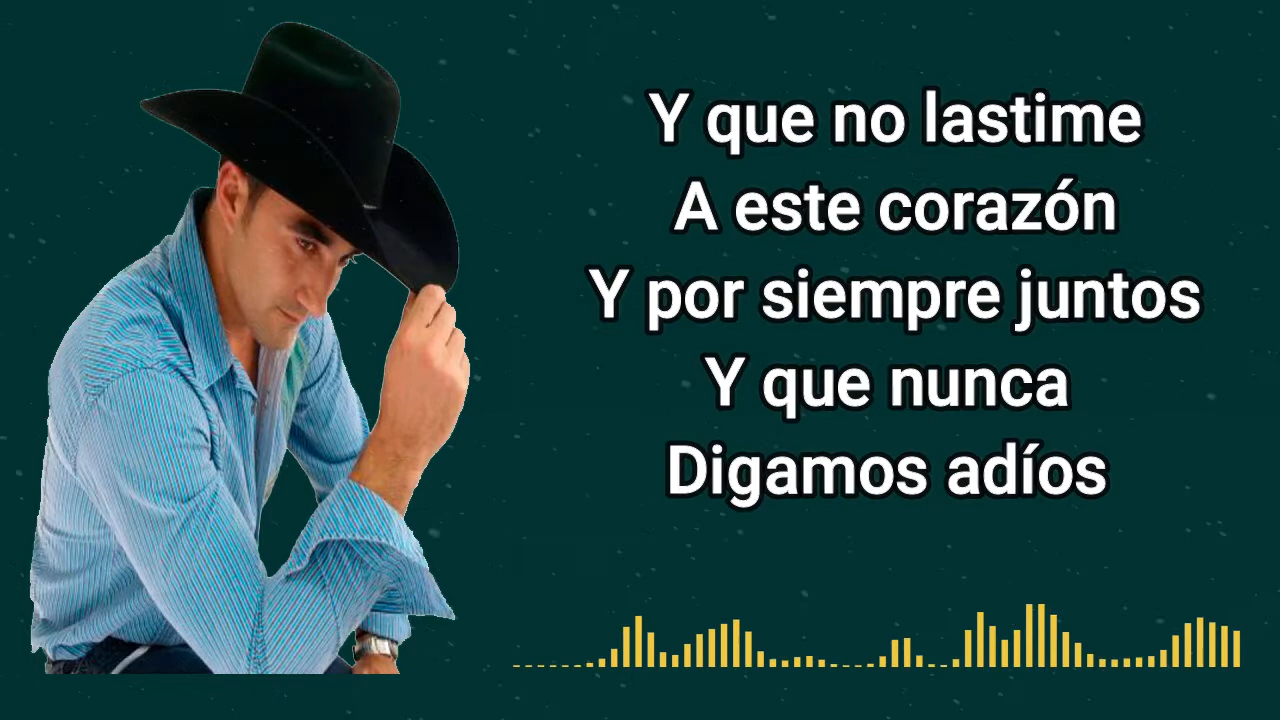 Y que no lastime
A este corazón
Y por siempre juntos
Y que nunca
Digamos adíos